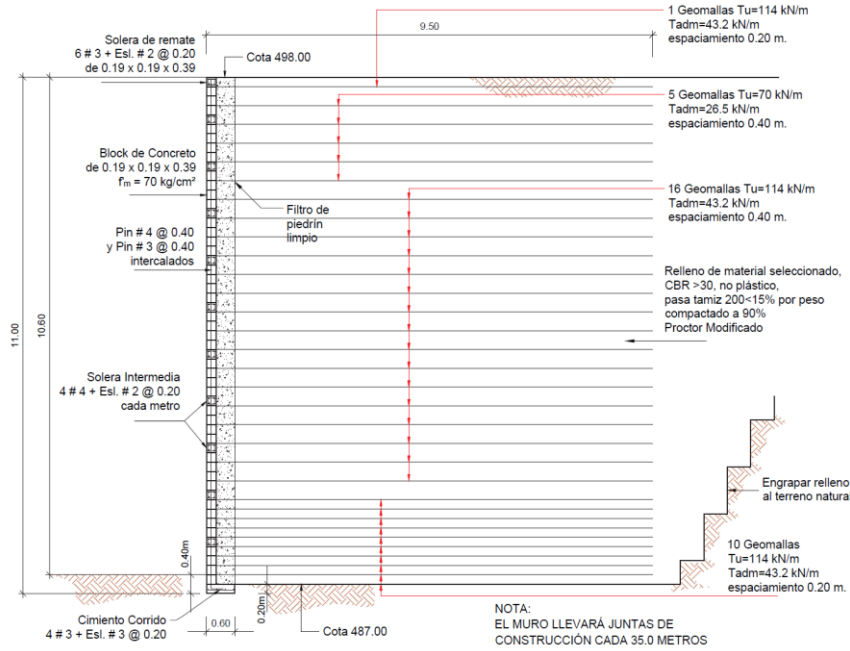 1 Geomallas Tu=114 kN/m
Tadm=43.2 kN/m
espaciamiento 0.20 m.
9.50
Solera de remate
6 # 3 + Esl. # 2 @ 0.20
de 0.19 x 0.19 x 0.39
Cota 498.00
5 Geomallas Tu=70 kN/m
Tadm=26.5 kN/m
espaciamiento 0.40 m.
Block de Concreto
de 0.19 x 0.19 x 0.39
f'm = 70 kg/cm²
16 Geomallas Tu=114 kN/m
Tadm=43.2 kN/m
espaciamiento 0.40 m.
Filtro de
piedrín
limpio
Pin # 4 @ 0.40
y Pin # 3 @ 0.40
intercalados
Relleno de material seleccionado,
CBR >30, no plástico,
pasa tamiz 200<15% por peso
compactado a 90%
Proctor Modificado
11.00
10.60
Solera Intermedia
4 # 4 + Esl. # 2 @ 0.20
cada metro
Engrapar relleno
al terreno natural
10 Geomallas
Tu=114 kN/m
Tadm=43.2 kN/m
espaciamiento 0.20 m.
0.40m
0.20m
Cimiento Corrido
4 # 3 + Esl. # 3 @ 0.20
0.60
Cota 487.00
NOTA:
EL MURO LLEVARÁ JUNTAS DE
CONSTRUCCIÓN CADA 35.0 METROS